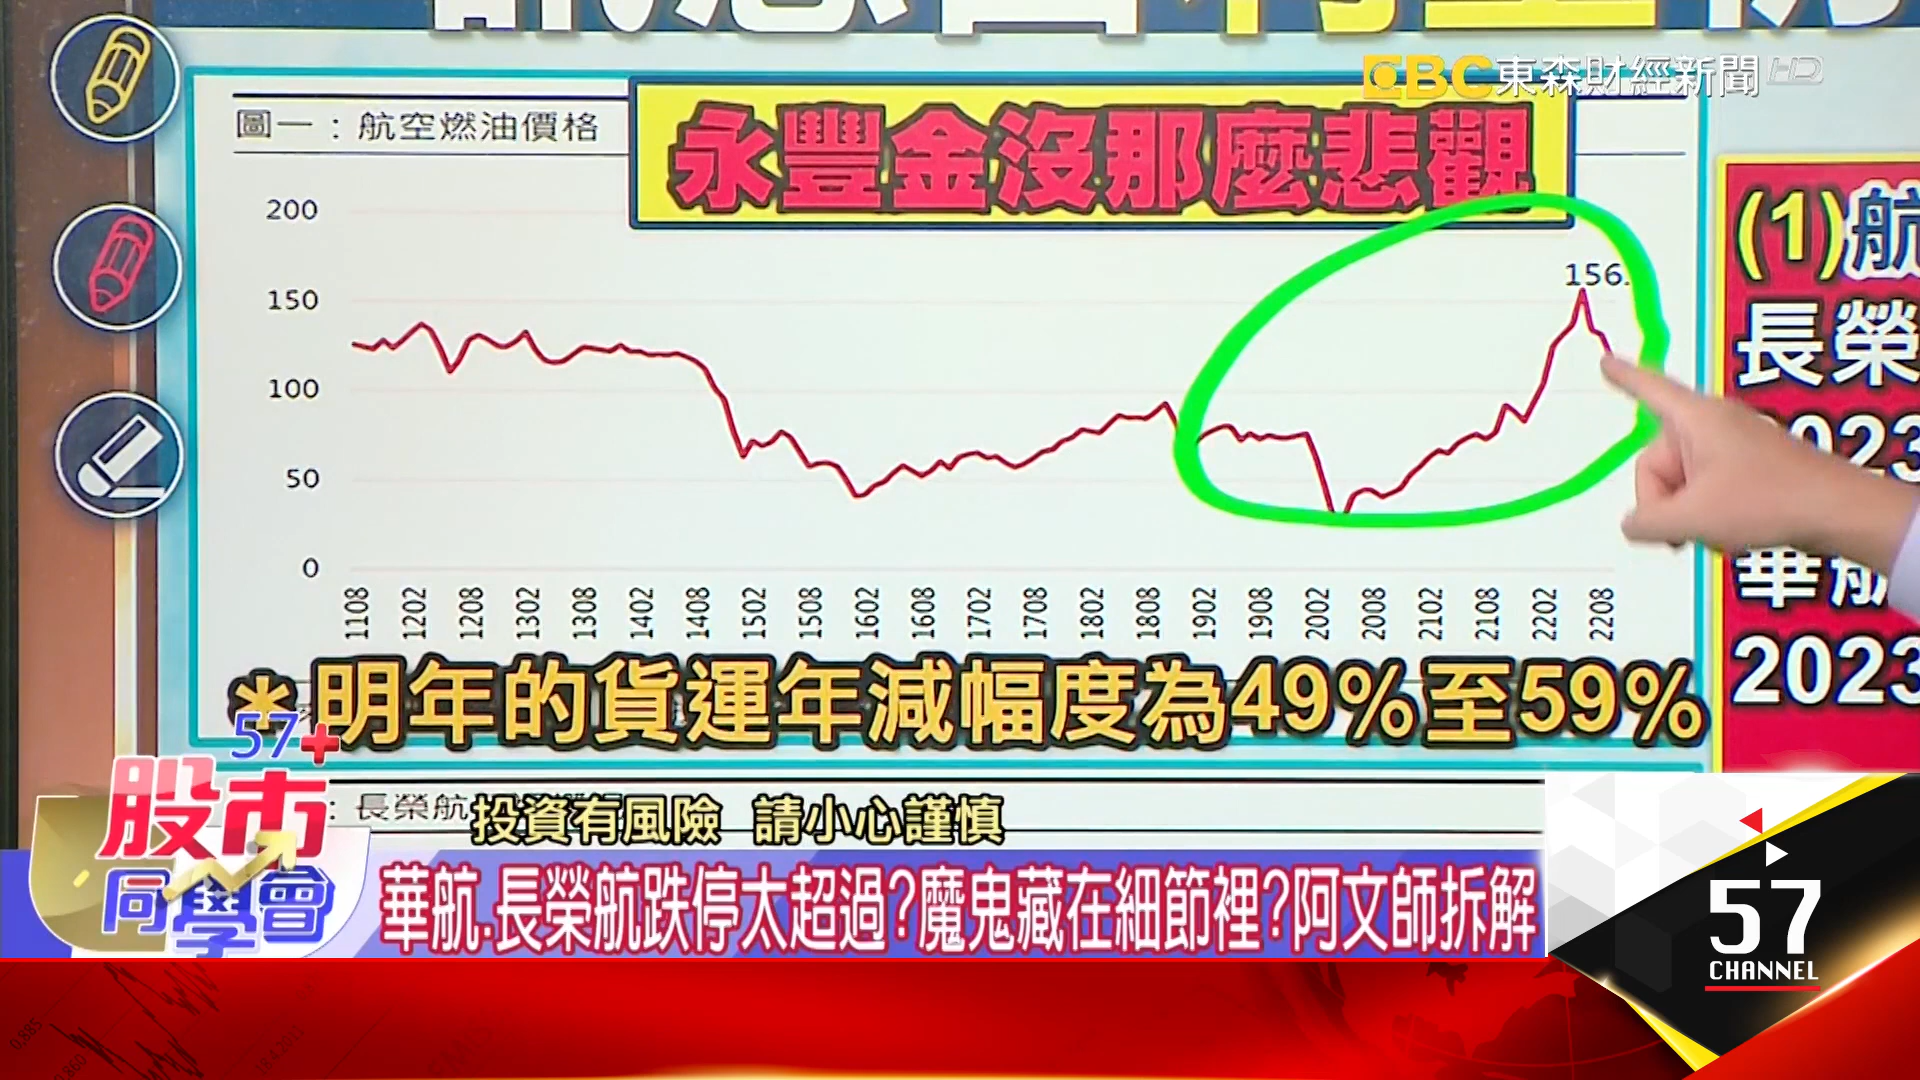 EBC 東森財經新聞 HD
圖一：航空燃油價格
永豐金沒那麼悲觀
200
150
100
50
0
156.
1108 1202 1208 1302 1308 1402 1408 1502 1508 1602 1608 1702 1708 1802 1808 1902 1908 2002 2008 2102 2108 2202 2208
*明年的貨運年減幅度為49%至59%
(1)航
長榮
2023
華航
2023
57+
股市
同學會
：長榮航
投資有風險 請小心謹慎
華航.長榮航跌停太超過?魔鬼藏在細節裡?阿文師拆解
57
CHANNEL